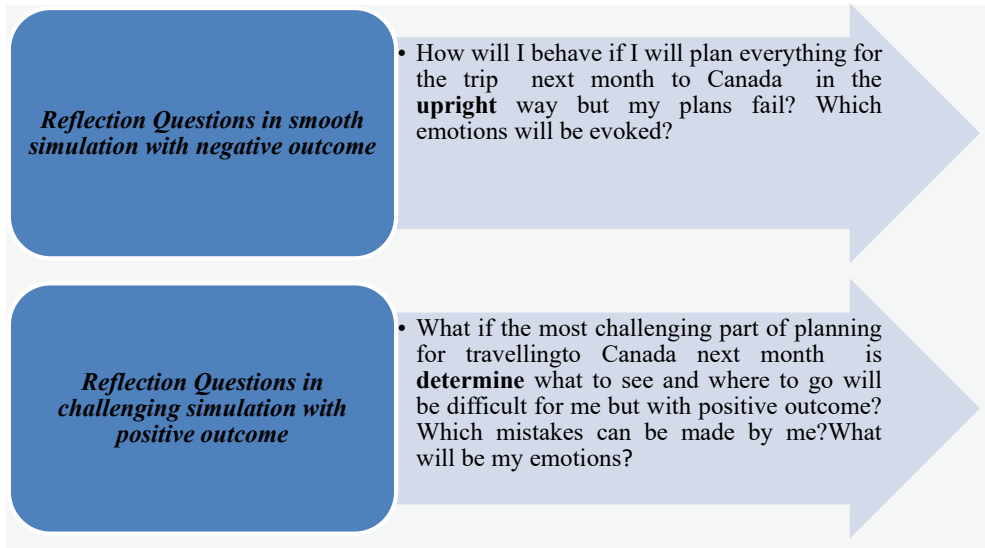 Reflection Questions in smooth
simulation with negative outcome
• How will I behave if I will plan everything for
the trip next month to Canada in the
upright way but my plans fail? Which
emotions will be evoked?
Reflection Questions in
challenging simulation with
positive outcome
• What if the most challenging part of planning
for travellingto Canada next month is
determine what to see and where to go will
be difficult for me but with positive outcome?
Which mistakes can be made by me?What
will be my emotions?